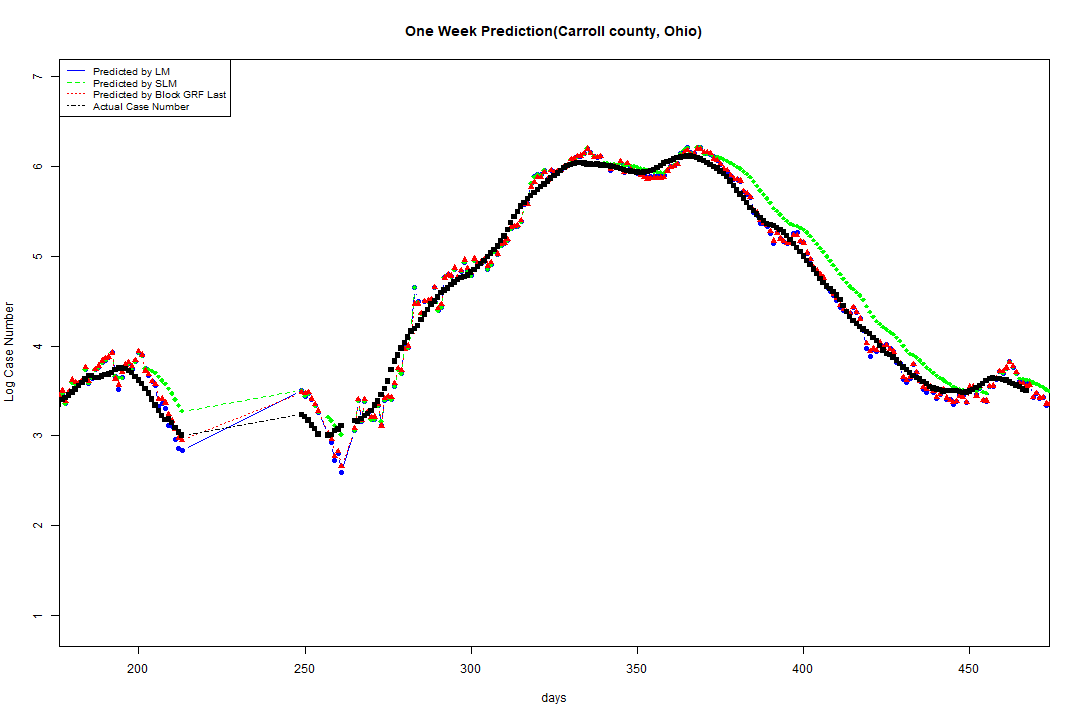 One Week Prediction(Carroll county, Ohio)
Predicted by LM
Predicted by SLM
Predicted by Block GRF Last
Actual Case Number
7
6
5
4
3
2
1
Log Case Number
200 250 300 350 400 450
days